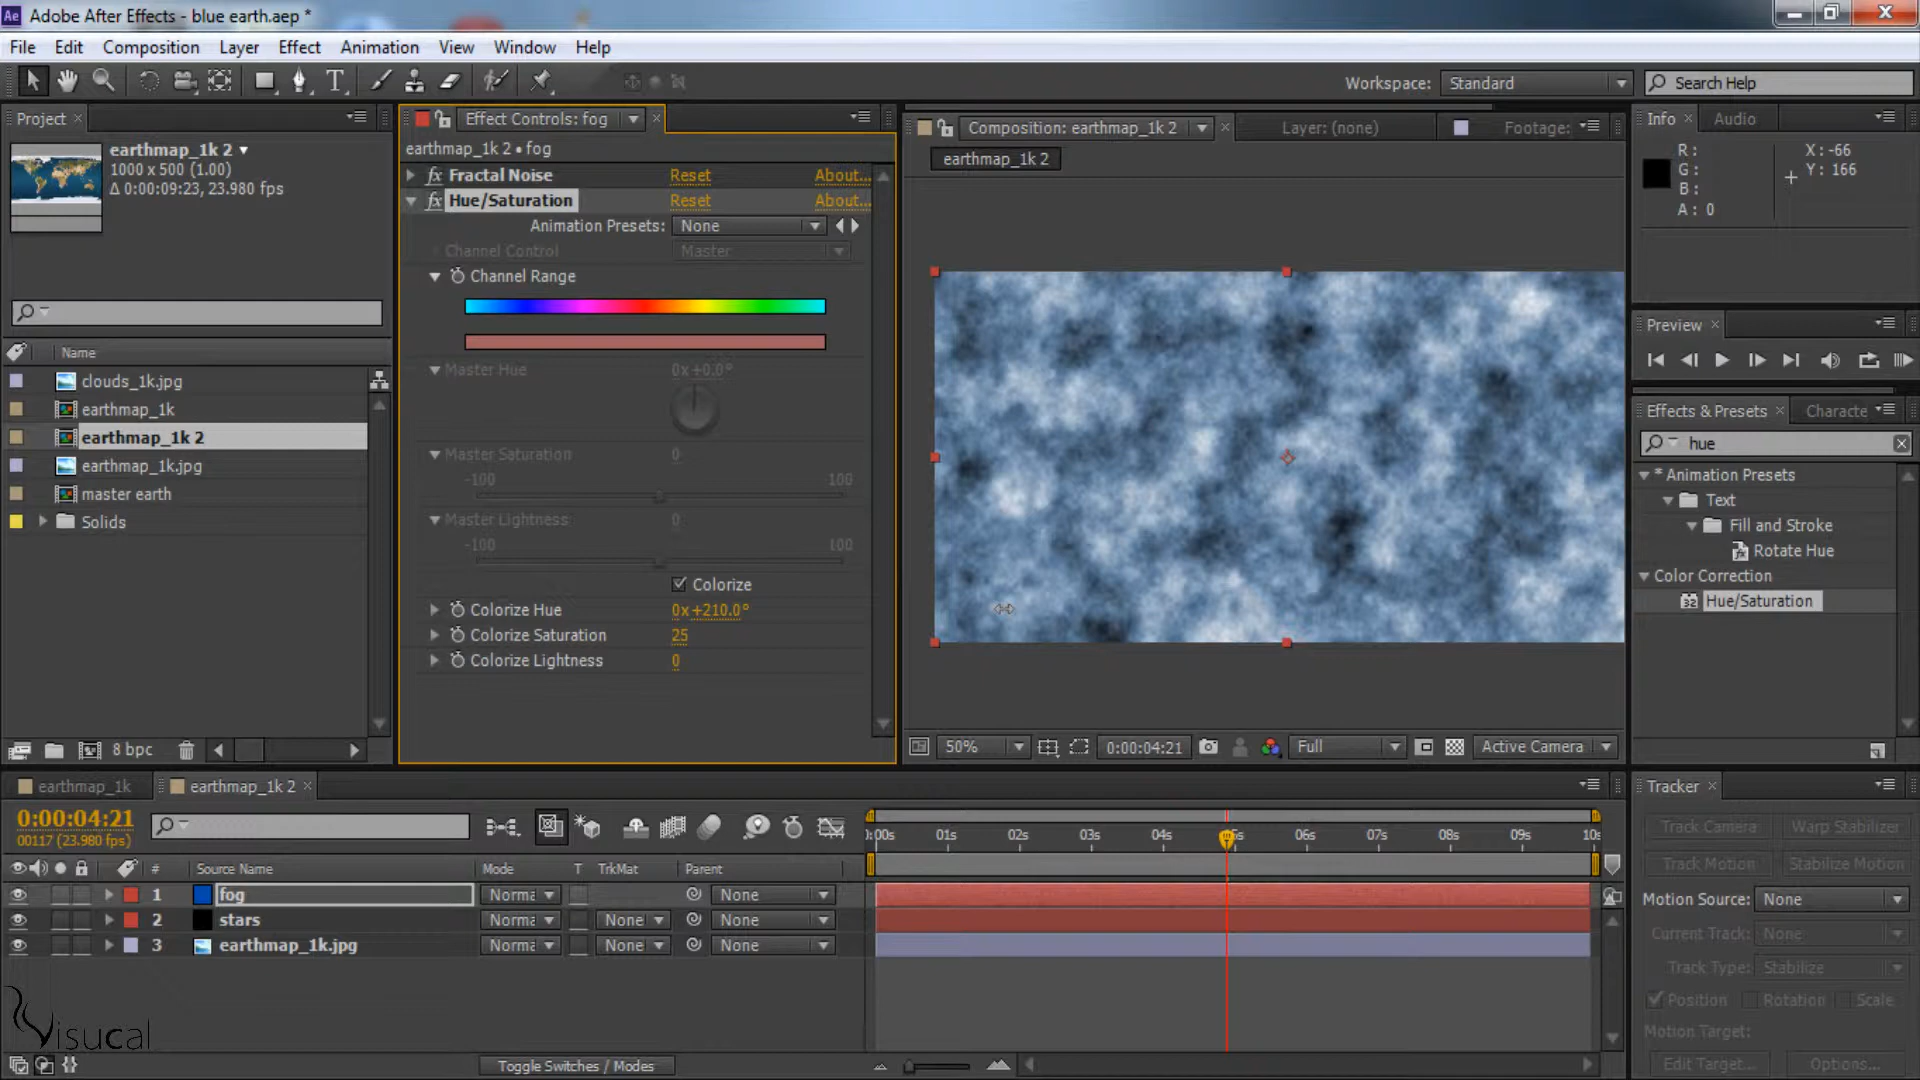 Ae Adobe After Effects - blue earth.aep *
File Edit Composition Layer Effect Animation View Window Help
Workspace: Standard Search Help
Project
earthmap_1k 2
1000 x 500 (1.00)
Δ 0:00:09:23, 23.980 fps
Name
clouds_1k.jpg
earthmap_1k
earthmap_1k 2
earthmap_1k.jpg
master earth
Solids
8 bpc
Effect Controls: fog
earthmap_1k 2 • fog
fx Fractal Noise Reset About...
fx Hue/Saturation Reset About...
Animation Presets: None
Channel Control Master
Channel Range
Master Hue 0x +0.0°
Master Saturation 0
-100 100
Master Lightness 0
-100 100
Colorize
Colorize Hue 0x +210.0°
Colorize Saturation 25
Colorize Lightness 0
Composition: earthmap_1k 2 Layer: (none) Footage:
earthmap_1k 2
50% 0:00:04:21 Full Active Camera
Info Audio
R: X: -66
G: Y: 166
B:
A: 0
Preview
Effects & Presets Characte
hue
* Animation Presets
Text
Fill and Stroke
Rotate Hue
Color Correction
32 Hue/Saturation
earthmap_1k earthmap_1k 2
0:00:04:21
00117 (23.980 fps)
# Source Name Mode T TrkMat Parent
1 fog Norma None
2 stars Norma None None
3 earthmap_1k.jpg Norma None None
:00s 01s 02s 03s 04s 5s 06s 07s 08s 09s 10s
Toggle Switches / Modes
Visucal
Tracker
Track Camera Warp Stabilizer
Track Motion Stabilize Motion
Motion Source: None
Current Track: None
Track Type: Stabilize
Position Rotation Scale
Motion Target:
Edit Target... Options...